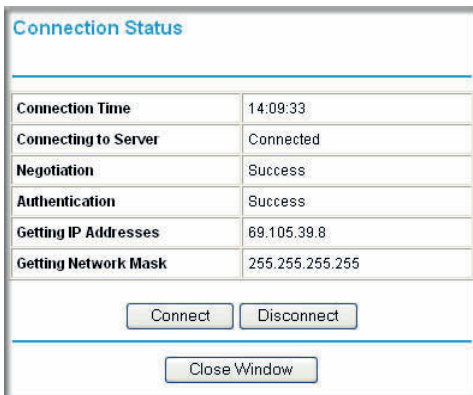 Connection Status
Connection Time 14:09:33
Connecting to Server Connected
Negotiation Success
Authentication Success
Getting IP Addresses 69.105.39.8
Getting Network Mask 255.255.255.255
Connect Disconnect
Close Window